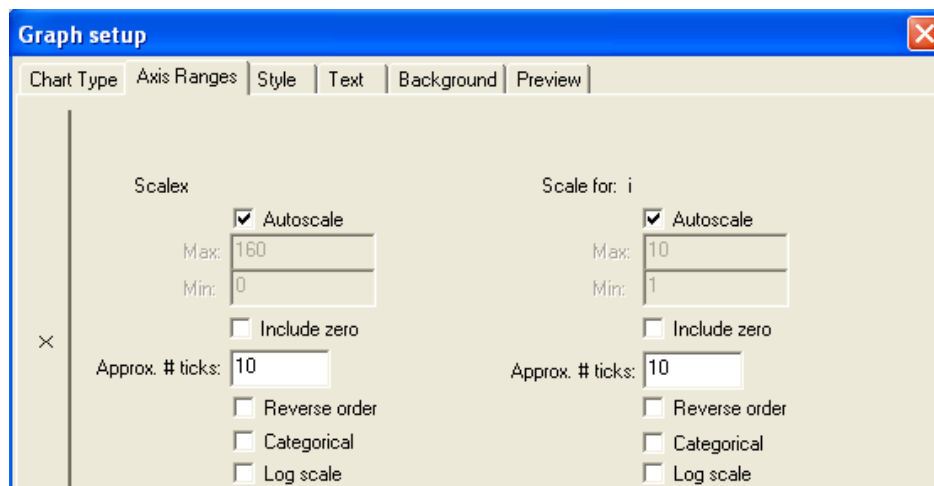 Graph setup
Chart Type Axis Ranges Style Text Background Preview
Scalex Scale for: i
Autoscale Autoscale
Max: 160 Max: 10
Min: 0 Min: 1
Include zero Include zero
Approx. # ticks: 10 Approx. # ticks: 10
Reverse order Reverse order
Categorical Categorical
Log scale Log scale